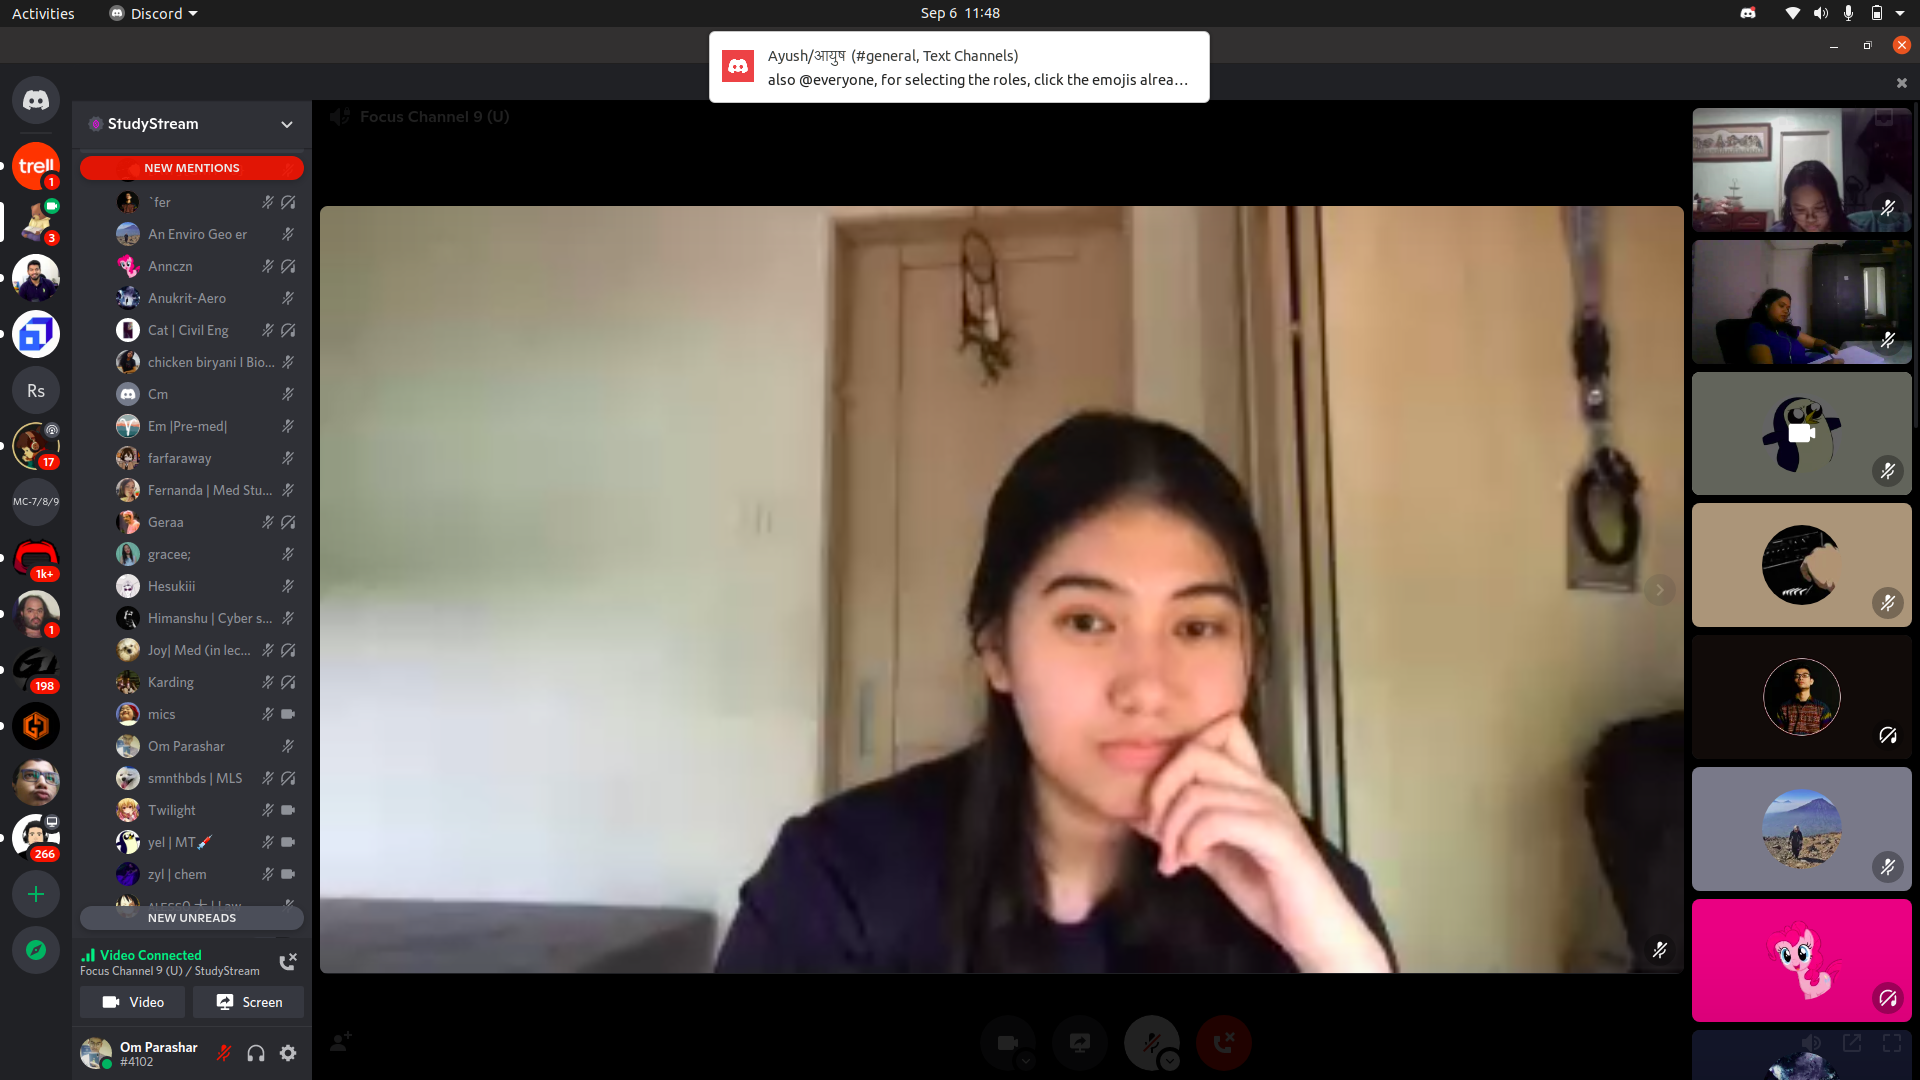 Activities
Discord
Sep 6 11:48
Ayush/आयुष (#general, Text Channels)
also @everyone, for selecting the roles, click the emojis alrea...
StudyStream
Focus Channel 9 (U)
NEW MENTIONS
trell
1
`fer
3
An Enviro Geo er
Annczn
Anukrit-Aero
Cat | Civil Eng
chicken biryani I Bio...
Rs
Cm
Em |Pre-med|
farfaraway
17
Fernanda | Med Stu...
MC-7/8/9
Geraa
gracee;
1k+
Hesukiii
Himanshu | Cyber s...
1
Joy| Med (in lec...
Karding
198
mics
Om Parashar
smnthbds | MLS
Twilight
yel | MT
266
zyl | chem
NEW UNREADS
Video Connected
Focus Channel 9 (U) / StudyStream
Video
Screen
Om Parashar
#4102